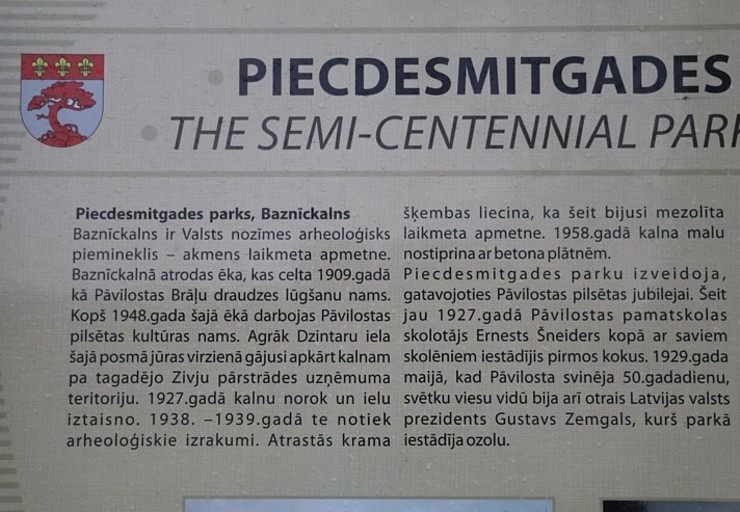 PIECDESMITGADES
THE SEMI-CENTENNIAL
Piecdesmitgades parks, Baznīckalns
Baznīckalns ir Valsts nozīmes arheoloģisks
piemineklis – akmens laikmeta apmetne.
Baznīckalnā atrodas ēka, kas celta 1909.gadā
kā Pāvilostas Brāļu draudzes lūgšanu nams.
Kopš 1948.gada šajā ēkā darbojas Pāvilostas
pilsētas kultūras nams. Agrāk Dzintaru iela
šajā posmā jūras virzienā gājusi apkārt kalnam
pa tagadējo Zivju pārstrādes uzņēmuma
teritoriju. 1927.gadā kalnu norok un ielu
iztaisno. 1938. –1939.gadā te notiek
arheoloģiskie izrakumi. Atrastās krama
šķembas liecina, ka šeit bijusi mezolīta
laikmeta apmetne. 1958.gadā kalna malu
nostiprina ar betona plātnēm.
Piecdesmitgades parku izveidoja,
gatavojoties Pāvilostas pilsētas jubilejai. Šeit
jau 1927.gadā Pāvilostas pamatskolas
skolotājs Ernests Šneiders kopā ar saviem
skolēniem iestādījis pirmos kokus. 1929.gada
maijā, kad Pāvilosta svinēja 50.gadadienu,
svētku viesu vidū bija arī otrais Latvijas valsts
prezidents Gustavs Zemgals, kurš parkā
iestādīja ozolu.